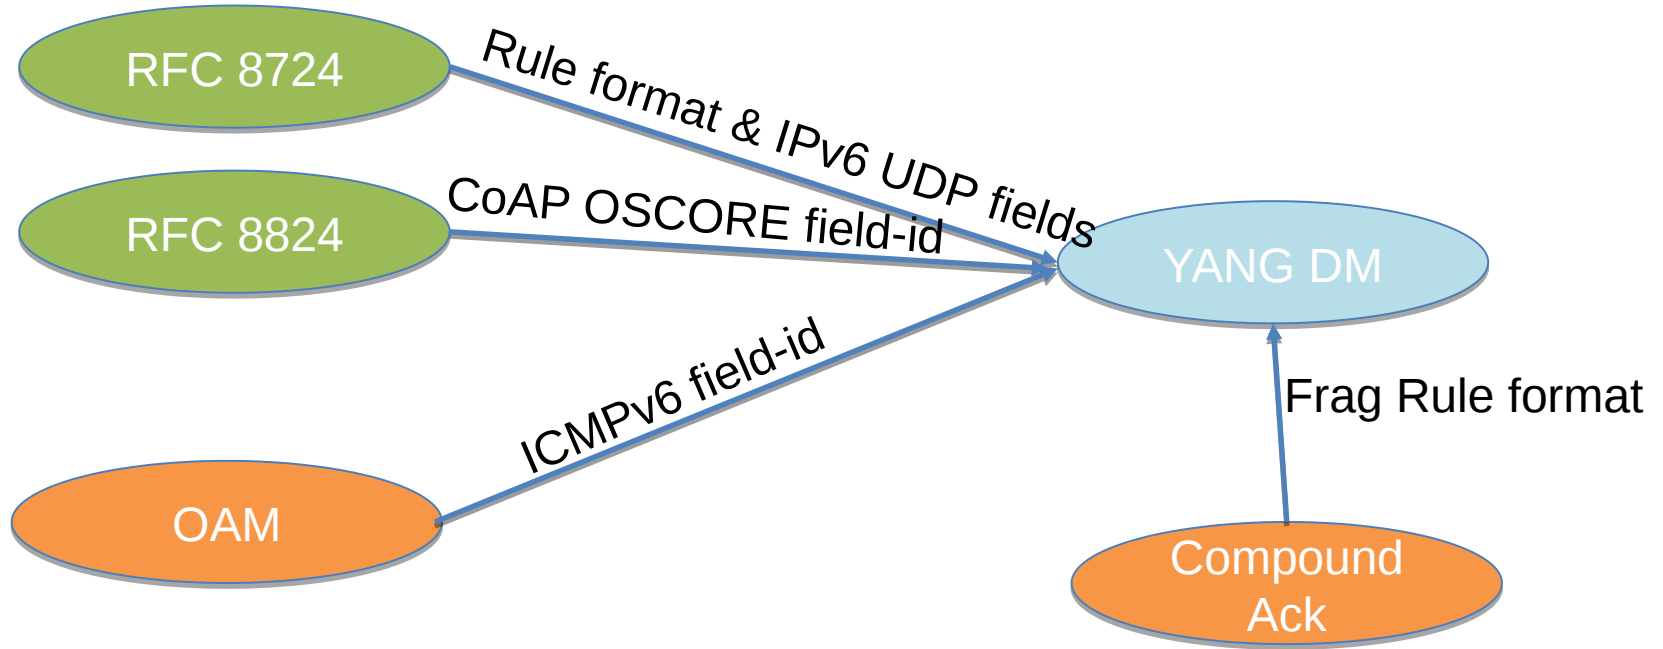 RFC 8724
Rule format & IPv6 UDP fields
RFC 8824
CoAP OSCORE field-id
YANG DM
ICMPv6 field-id
Frag Rule format
OAM
Compound
Ack